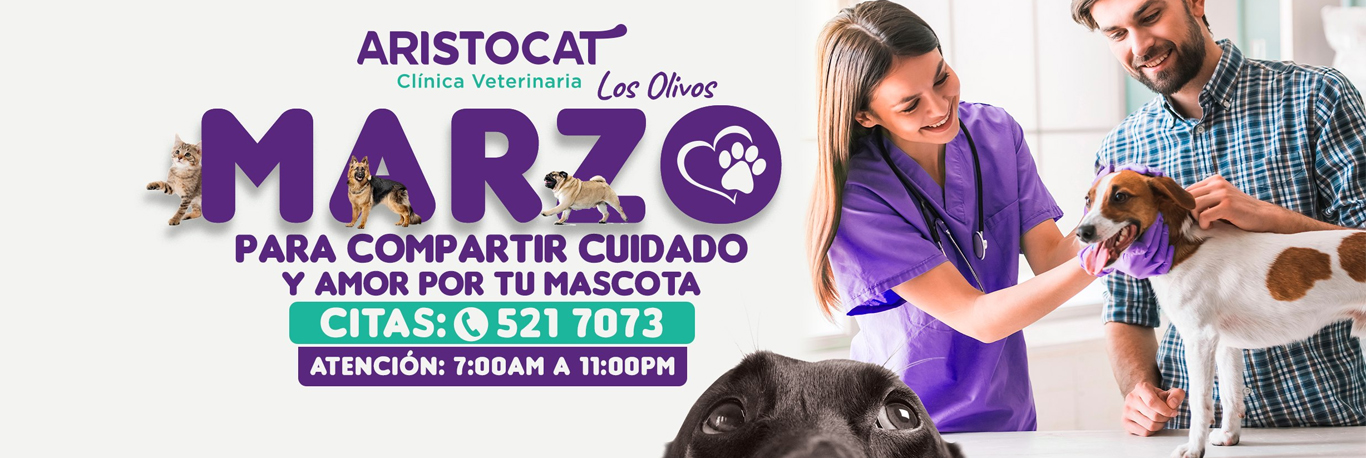 ARISTOCAT
Clínica Veterinaria
Los Olivos
MARZO
PARA COMPARTIR CUIDADO
Y AMOR POR TU MASCOTA
CITAS: 521 7073
ATENCIÓN: 7:00AM A 11:00PM